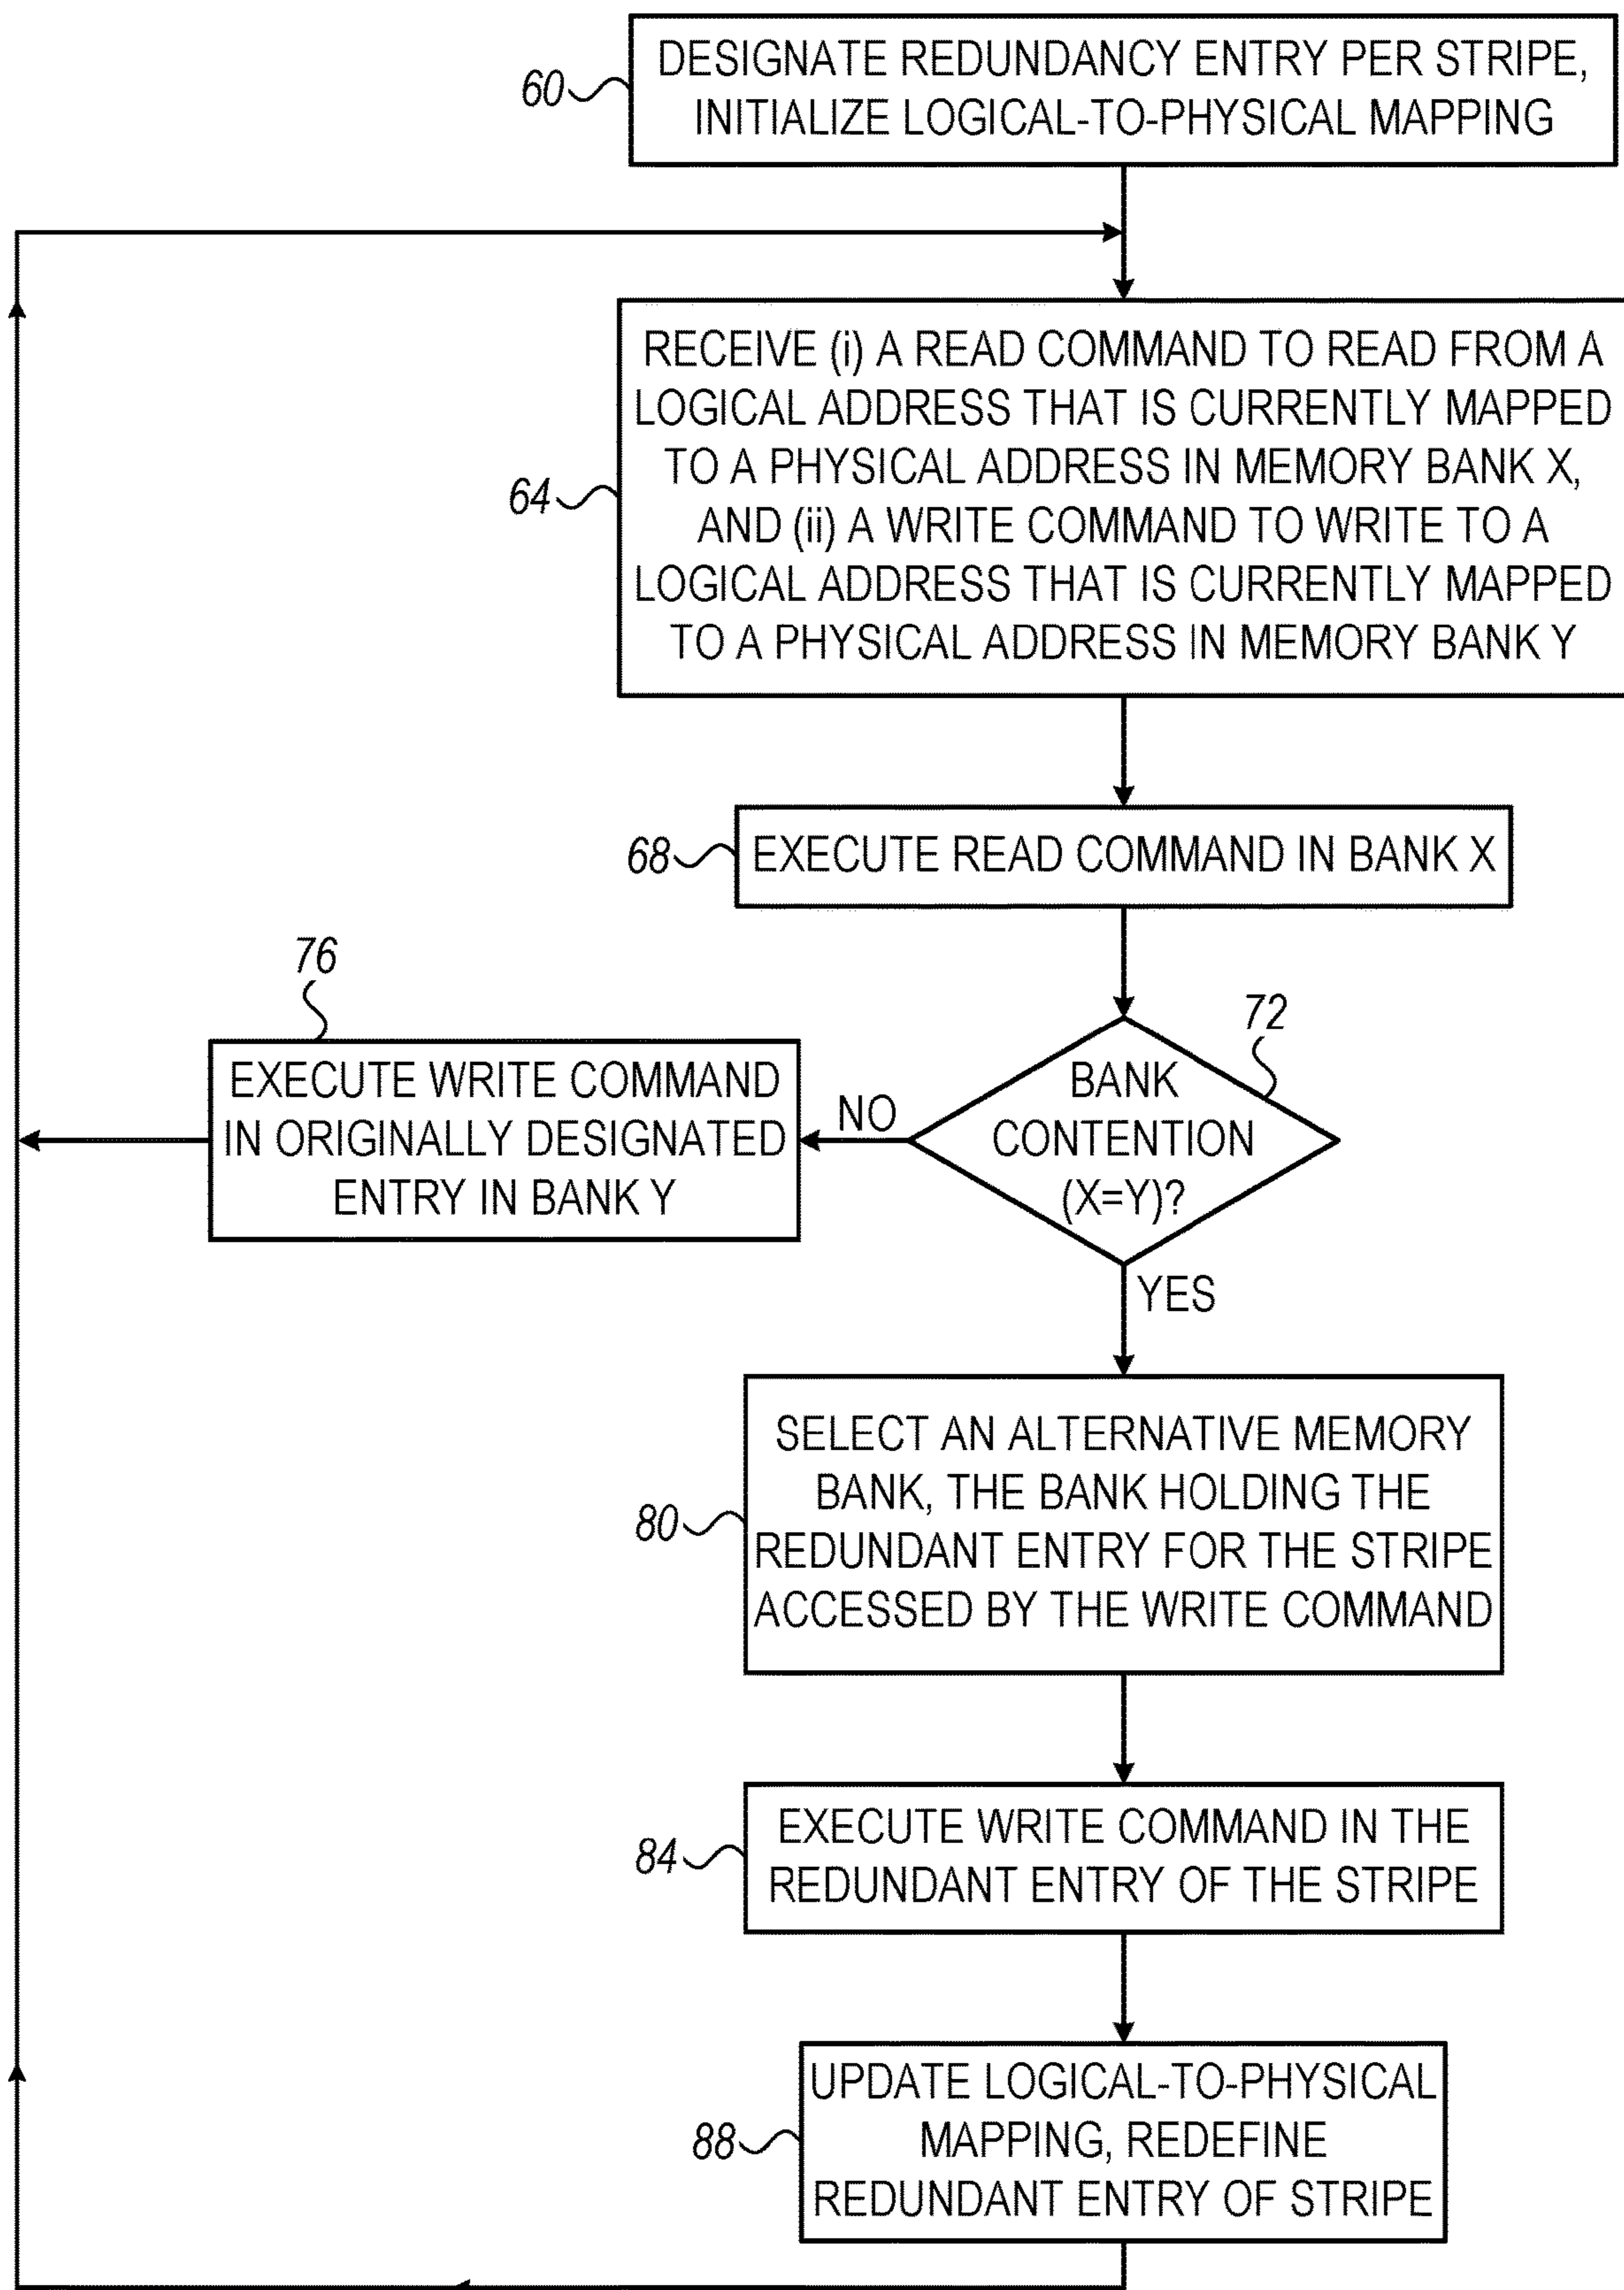 60
DESIGNATE REDUNDANCY ENTRY PER STRIPE,
INITIALIZE LOGICAL-TO-PHYSICAL MAPPING
64
RECEIVE (i) A READ COMMAND TO READ FROM A
LOGICAL ADDRESS THAT IS CURRENTLY MAPPED
TO A PHYSICAL ADDRESS IN MEMORY BANK X,
AND (ii) A WRITE COMMAND TO WRITE TO A
LOGICAL ADDRESS THAT IS CURRENTLY MAPPED
TO A PHYSICAL ADDRESS IN MEMORY BANK Y
68
EXECUTE READ COMMAND IN BANK X
72
BANK
CONTENTION
(X=Y)?
NO
76
EXECUTE WRITE COMMAND
IN ORIGINALLY DESIGNATED
ENTRY IN BANK Y
YES
80
SELECT AN ALTERNATIVE MEMORY
BANK, THE BANK HOLDING THE
REDUNDANT ENTRY FOR THE STRIPE
ACCESSED BY THE WRITE COMMAND
84
EXECUTE WRITE COMMAND IN THE
REDUNDANT ENTRY OF THE STRIPE
88
UPDATE LOGICAL-TO-PHYSICAL
MAPPING, REDEFINE
REDUNDANT ENTRY OF STRIPE